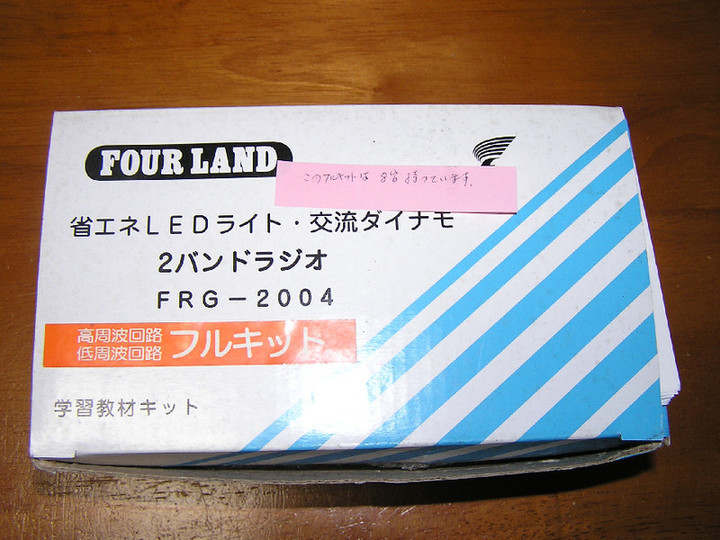 FOUR LAND
このフルキットは 8台 持っています。
省エネLEDライト・交流ダイナモ
2バンドラジオ
FRG-2004
高周波回路
低周波回路 フルキット
学習教材キット